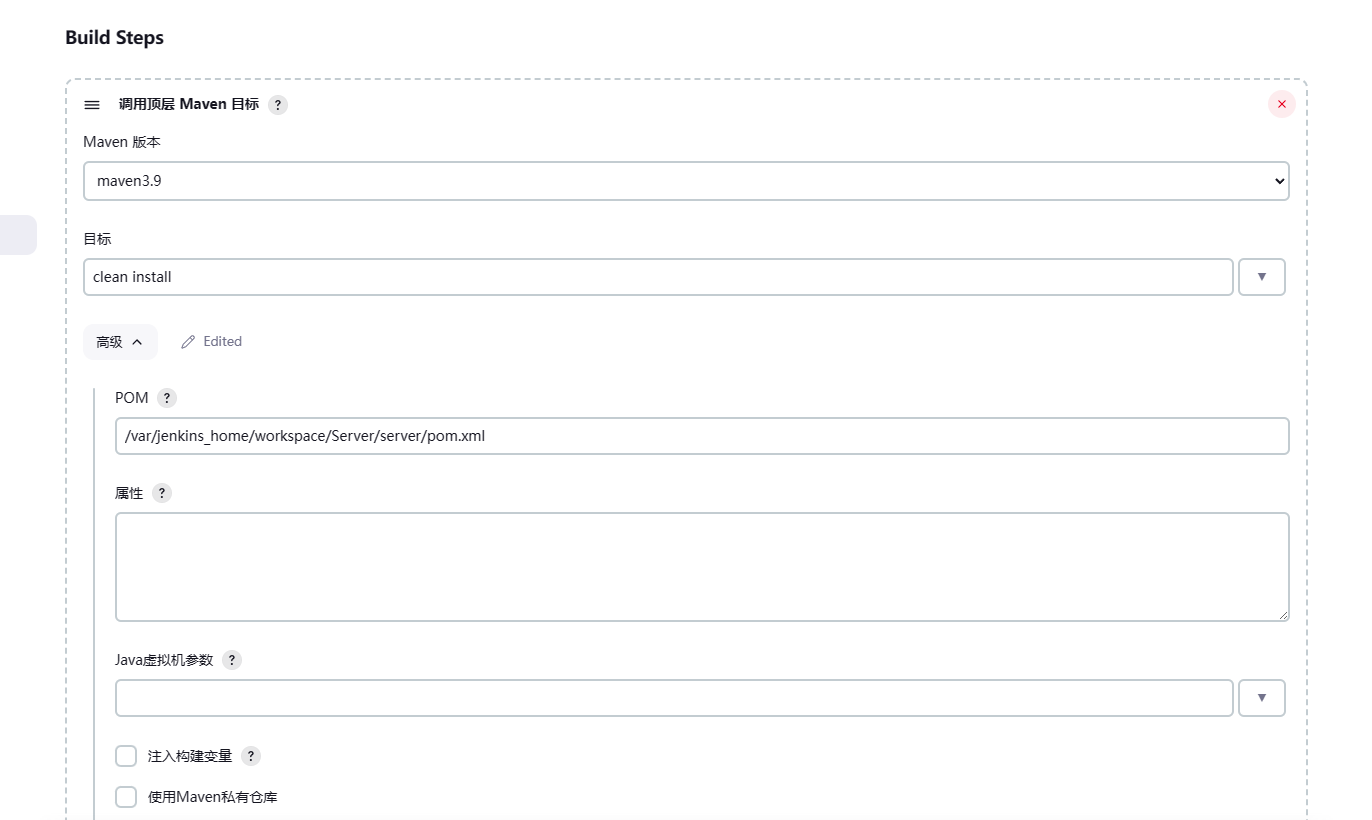 Build Steps
调用顶层 Maven 目标 ?
Maven 版本
maven3.9
目标
clean install
高级 Edited
POM ?
/var/jenkins_home/workspace/Server/server/pom.xml
属性 ?
Java虚拟机参数 ?
注入构建变量 ?
使用Maven私有仓库